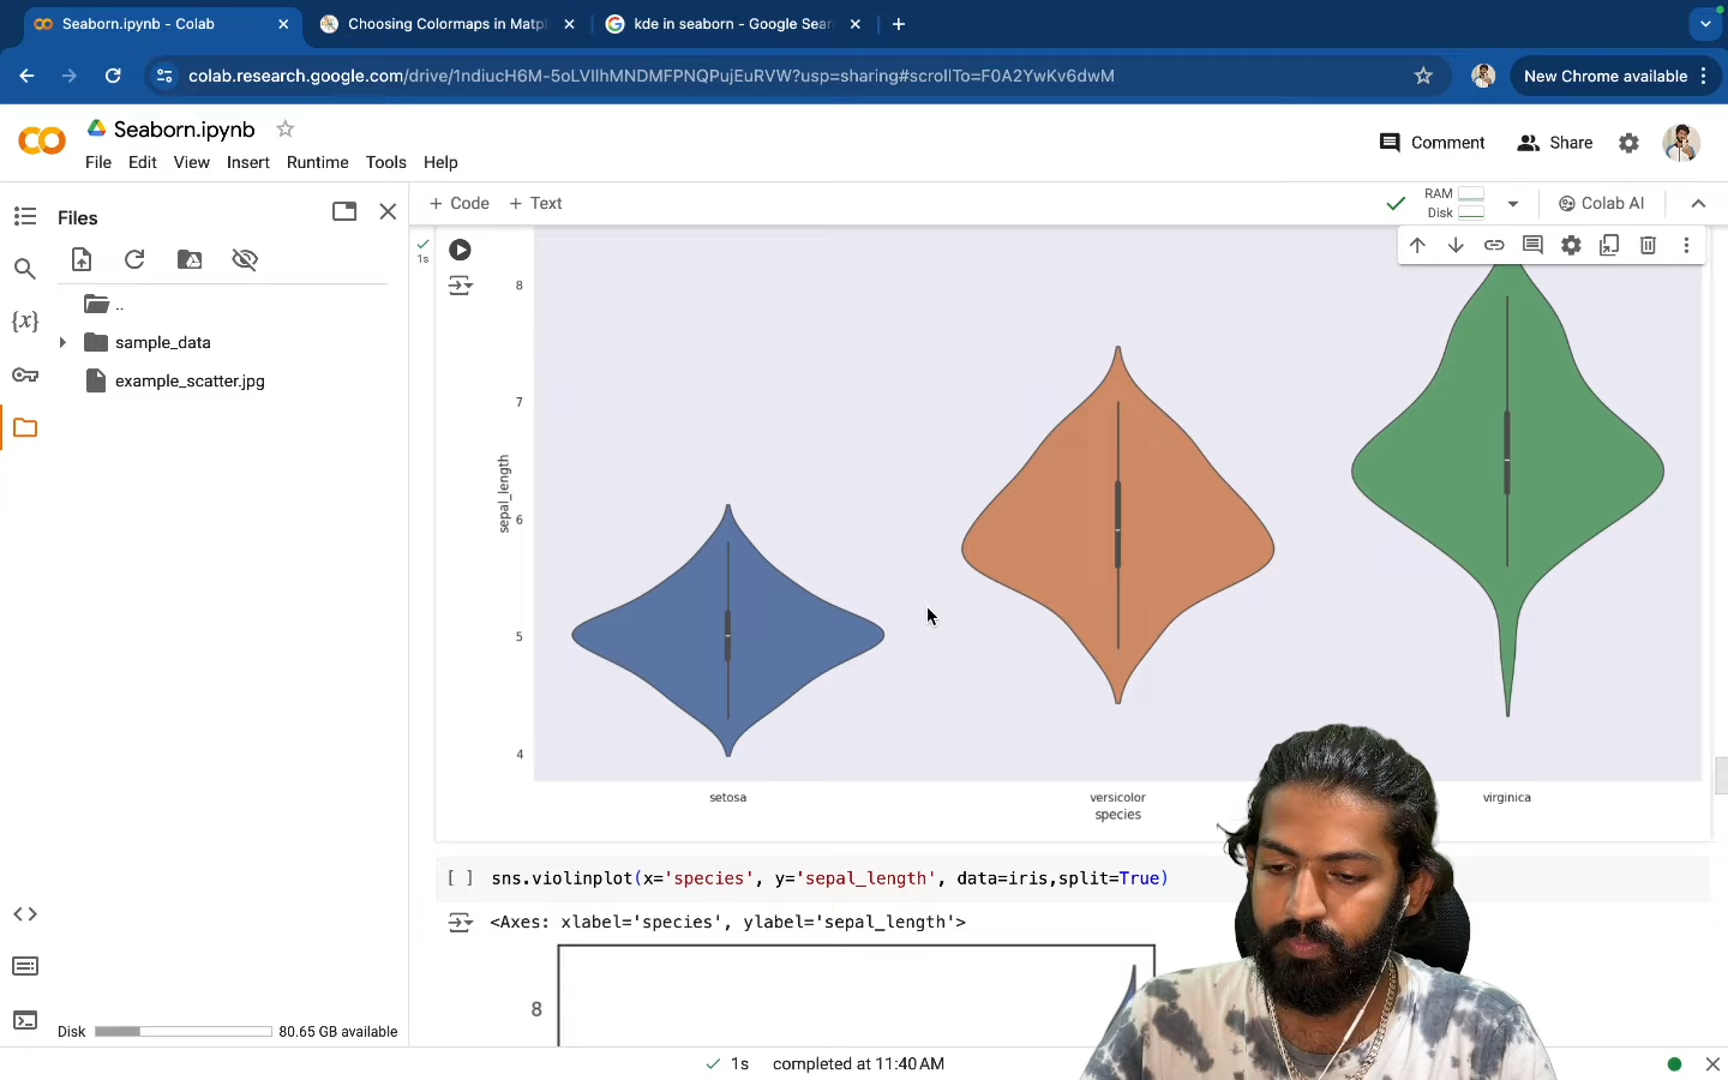 Seaborn.ipynb - Colab
Choosing Colormaps in Matpl
kde in seaborn - Google Sear
colab.research.google.com/drive/1ndiucH6M-5oLVIlhMNDMFPNQPujEuRVW?usp=sharing#scrollTo=F0A2YwKv6dwM
New Chrome available
Seaborn.ipynb
File Edit View Insert Runtime Tools Help
Comment
Share
Files
+ Code + Text
RAM
Disk
Colab AI
..
sample_data
example_scatter.jpg
1s
8
7
6
5
4
sepal_length
setosa
versicolor
virginica
species
[ ] sns.violinplot(x='species', y='sepal_length', data=iris,split=True)
<Axes: xlabel='species', ylabel='sepal_length'>
8
Disk
80.65 GB available
1s completed at 11:40 AM